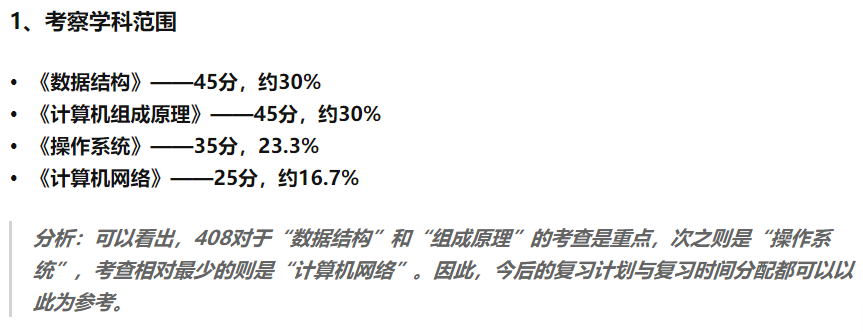 1、考察学科范围
• 《数据结构》——45分，约30%
• 《计算机组成原理》——45分，约30%
• 《操作系统》——35分，23.3%
• 《计算机网络》——25分，约16.7%
分析：可以看出，408对于“数据结构”和“组成原理”的考查是重点，次之则是“操作系
统”，考查相对最少的则是“计算机网络”。因此，今后的复习计划与复习时间分配都可以以
此为参考。